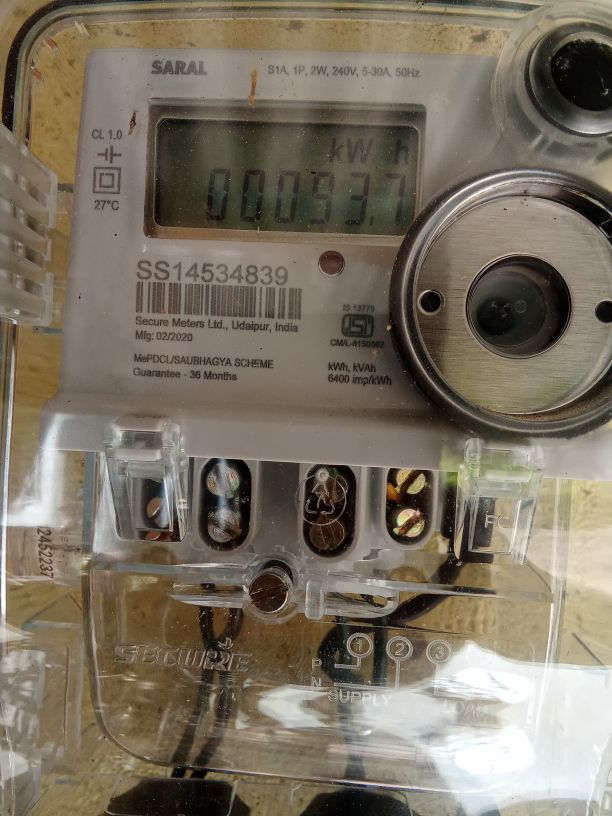 SARAL
S1A, 1P, 2W, 240V, 5-30A, 50Hz
Cl. 1.0
27°C
kW h
00093.7
SS14534839
Secure Meters Ltd., Udaipur, India
Mfg: 02/2020
IS 13779
CM/L-8150362
MePDCL/SAUBHAGYA SCHEME
Guarantee - 36 Months
kWh, kVAh
6400 imp/kWh
SECURE
1 2 3
P
N
SUPPLY